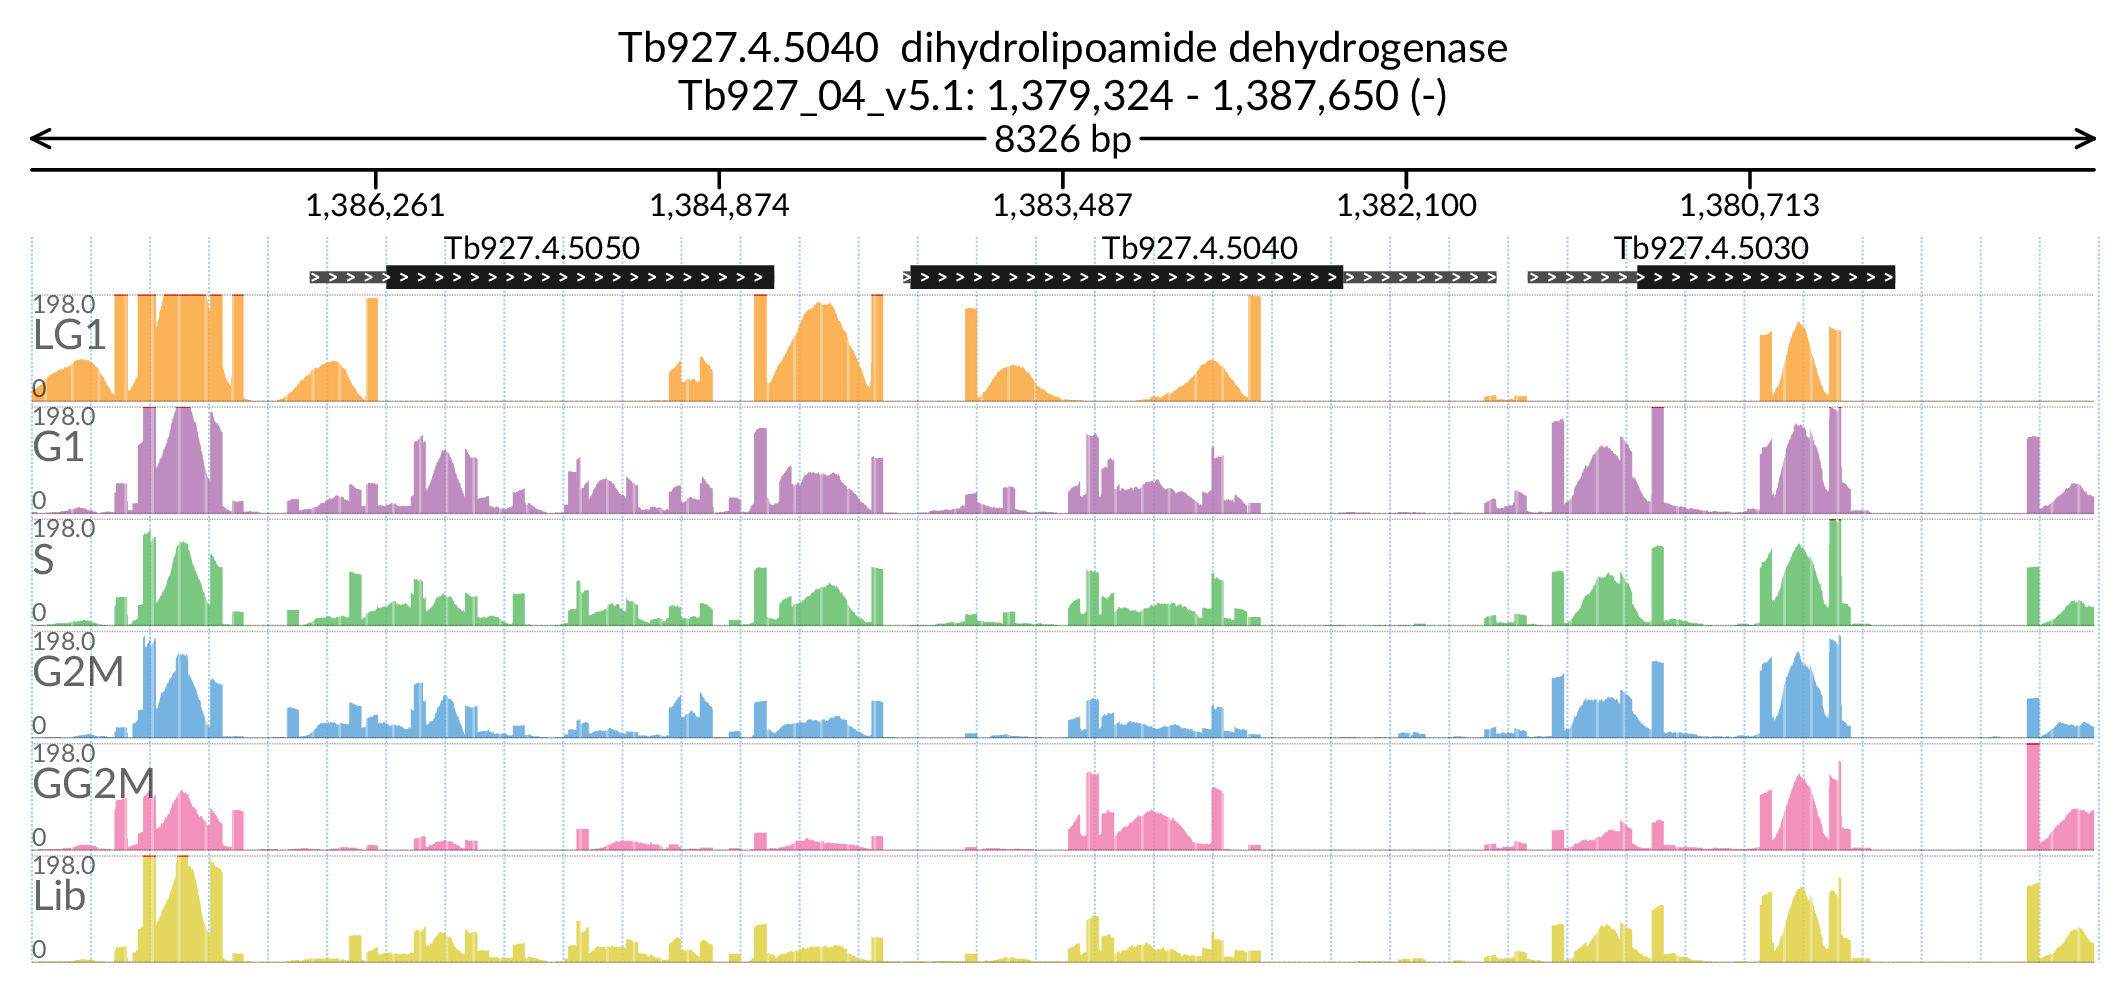 Tb927.4.5040  dihydrolipoamide dehydrogenase
Tb927_04_v5.1: 1,379,324 - 1,387,650 (-)
8326 bp
1,386,261 1,384,874 1,383,487 1,382,100 1,380,713
Tb927.4.5050 Tb927.4.5040 Tb927.4.5030
198.0
LG1
0
198.0
G1
0
198.0
S
0
198.0
G2M
0
198.0
GG2M
0
198.0
Lib
0